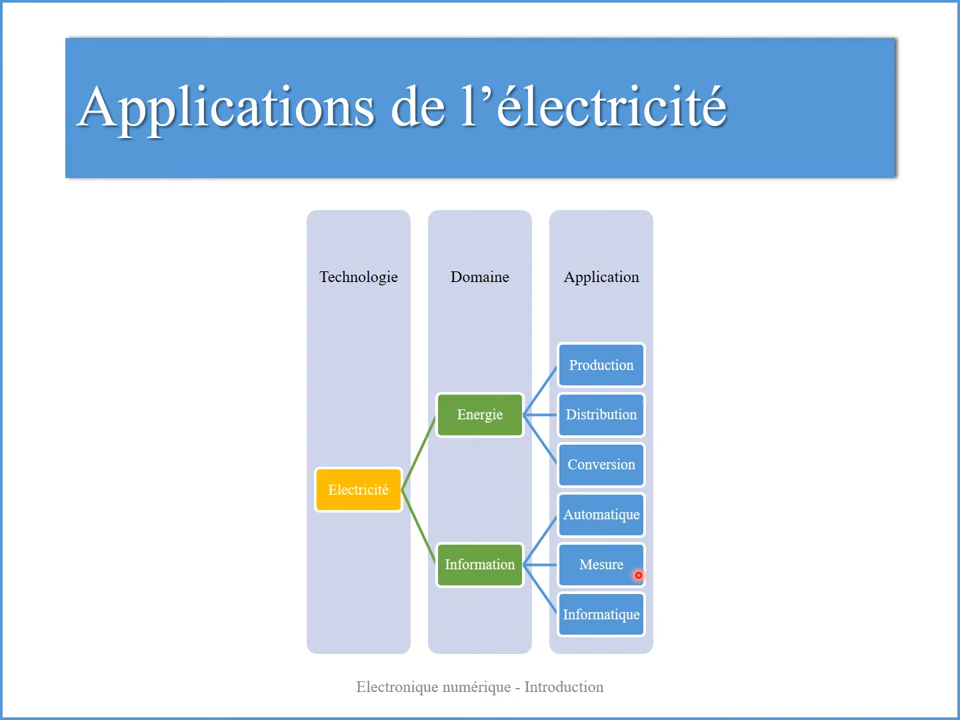 Applications de l’électricité
Technologie
Domaine
Application
Production
Energie
Distribution
Conversion
Electricité
Automatique
Information
Mesure
Informatique
Electronique numérique - Introduction